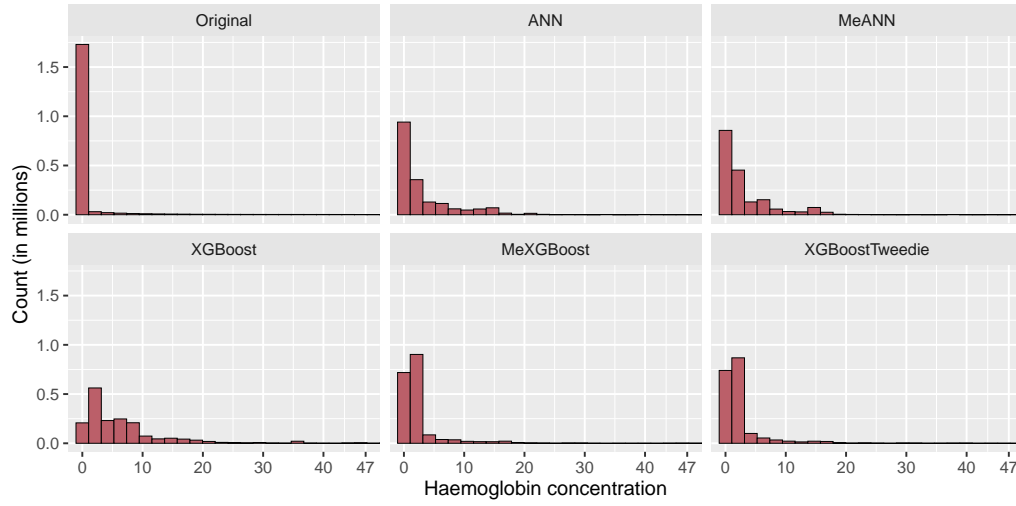 Original ANN MeANN
1.5
1.0
0.5
0.0
XGBoost MeXGBoost XGBoostTweedie
1.5
1.0
0.5
0.0
0 10 20 30 40 47 0 10 20 30 40 47 0 10 20 30 40 47
Haemoglobin concentration
Count (in millions)